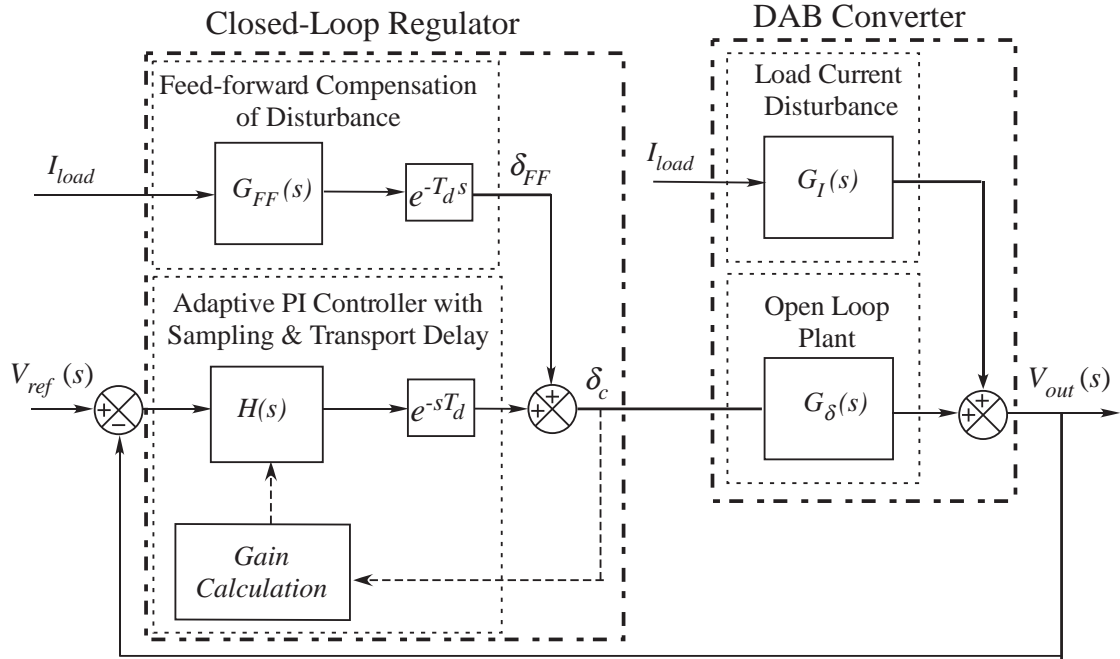 Closed-Loop Regulator
DAB Converter
Feed-forward Compensation
of Disturbance
I_load
G_FF(s)
e^-T_d s
δ_FF
Load Current
Disturbance
I_load
G_I(s)
Adaptive PI Controller with
Sampling & Transport Delay
V_ref (s)
+
−
H(s)
e^-sT_d
+
+
δ_c
Gain
Calculation
Open Loop
Plant
G_δ(s)
+
+
V_out (s)